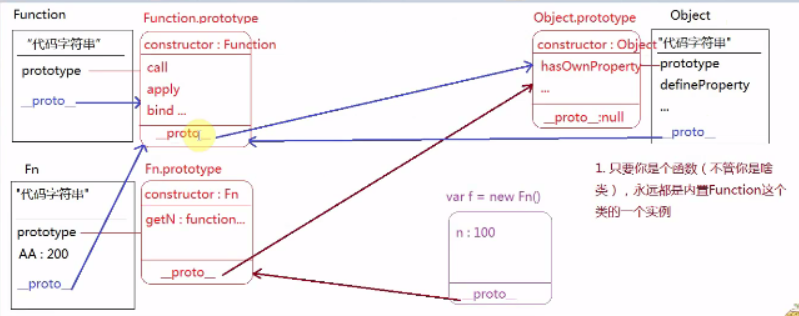 Function
"代码字符串"
prototype
__proto__
Function.prototype
constructor : Function
call
apply
bind ...
__proto__
Object.prototype
constructor : Object
hasOwnProperty
...
__proto__:null
Object
"代码字符串"
prototype
defineProperty
...
__proto__
Fn
"代码字符串"
prototype
AA : 200
__proto__
Fn.prototype
constructor : Fn
getN : function...
__proto__
var f = new Fn()
n : 100
__proto__
1. 只要你是个函数（不管你是啥
类），永远都是内置Function这个
类的一个实例